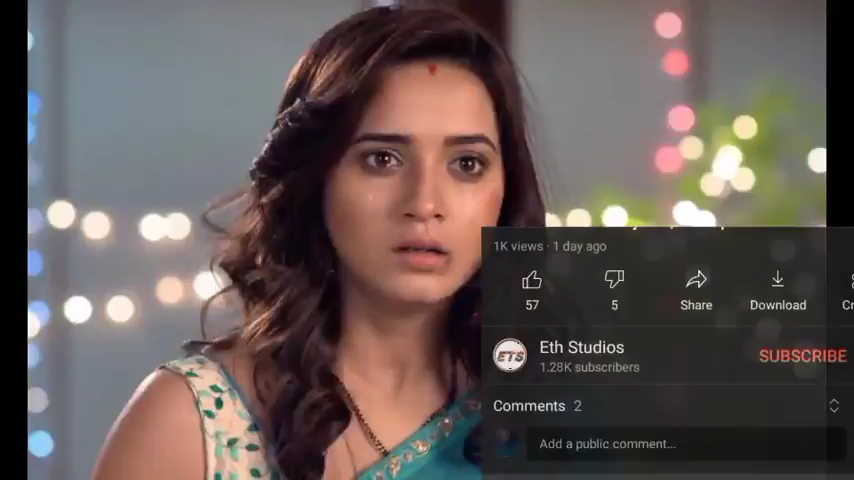 1K views · 1 day ago
57
5
Share
Download
ETS
Eth Studios
1.28K subscribers
SUBSCRIBE
Comments 2
Add a public comment...